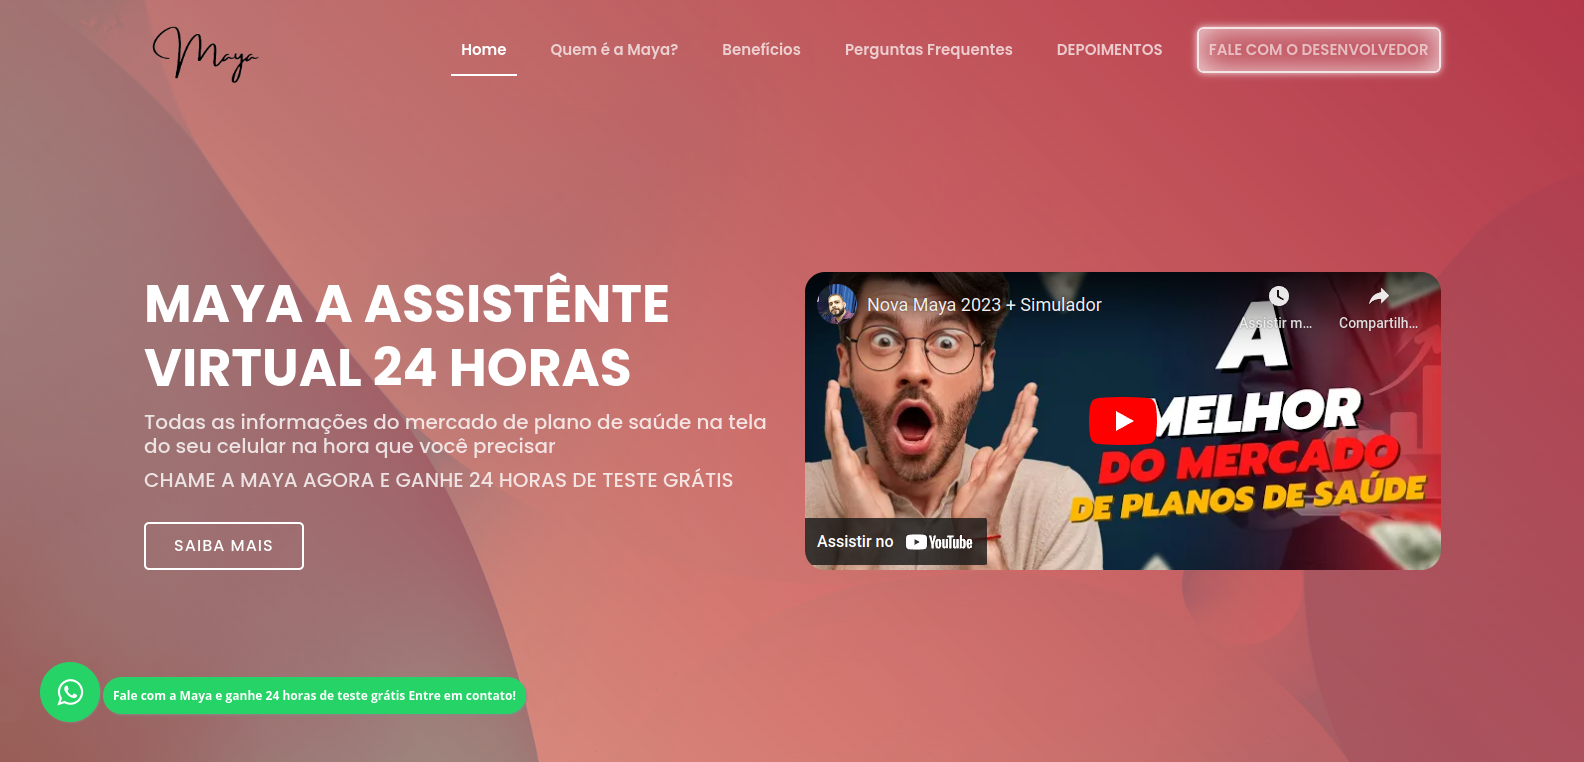 Maya
Home
Quem é a Maya?
Benefícios
Perguntas Frequentes
DEPOIMENTOS
FALE COM O DESENVOLVEDOR
MAYA A ASSISTÊNTE
VIRTUAL 24 HORAS
Todas as informações do mercado de plano de saúde na tela
do seu celular na hora que você precisar
CHAME A MAYA AGORA E GANHE 24 HORAS DE TESTE GRÁTIS
SAIBA MAIS
Nova Maya 2023 + Simulador
Assistir m...
Compartilh...
A
MELHOR
DO MERCADO
DE PLANOS DE SAÚDE
Assistir no YouTube
Fale com a Maya e ganhe 24 horas de teste grátis Entre em contato!